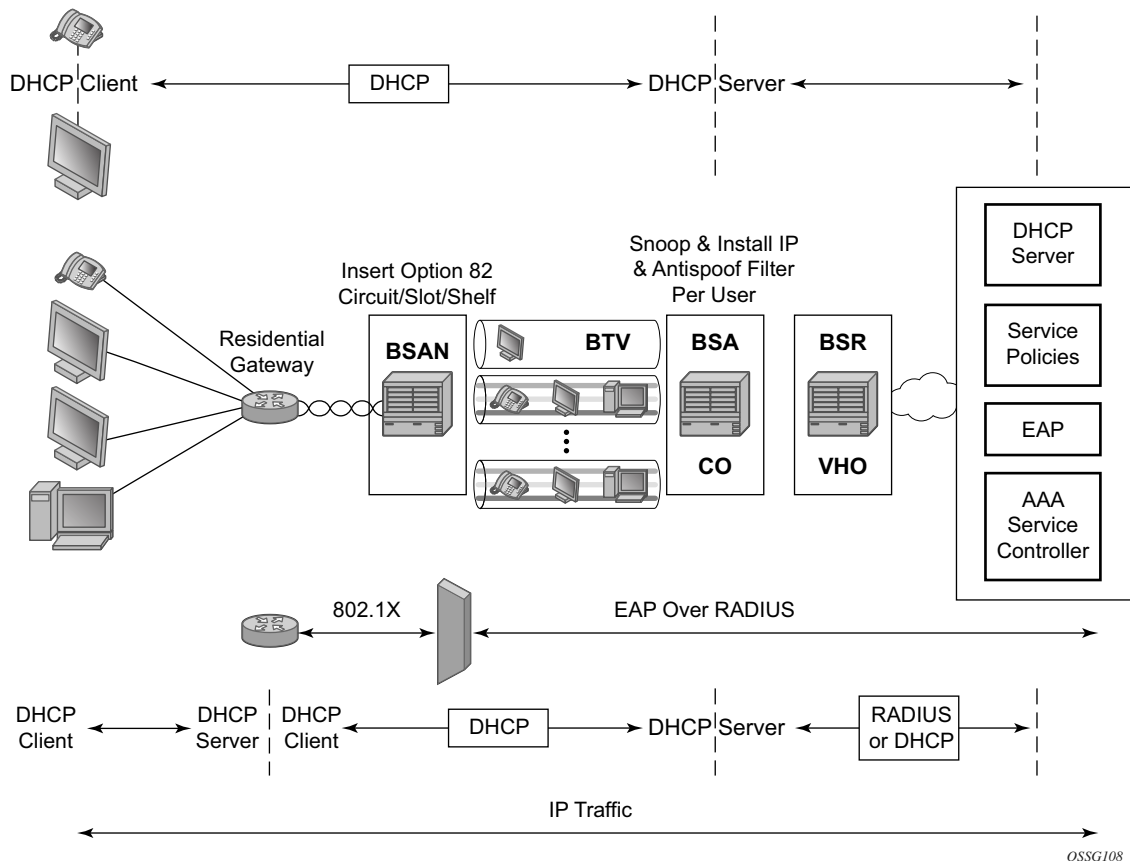 DHCP Client
DHCP
DHCP Server
Insert Option 82
Circuit/Slot/Shelf
Snoop & Install IP
& Antispoof Filter
Per User
Residential
Gateway
BSAN
BTV
BSA
CO
BSR
VHO
DHCP
Server
Service
Policies
EAP
AAA
Service
Controller
802.1X
EAP Over RADIUS
DHCP
Client
DHCP
Server
DHCP
Client
DHCP
DHCP Server
RADIUS
or DHCP
IP Traffic
OSSG108